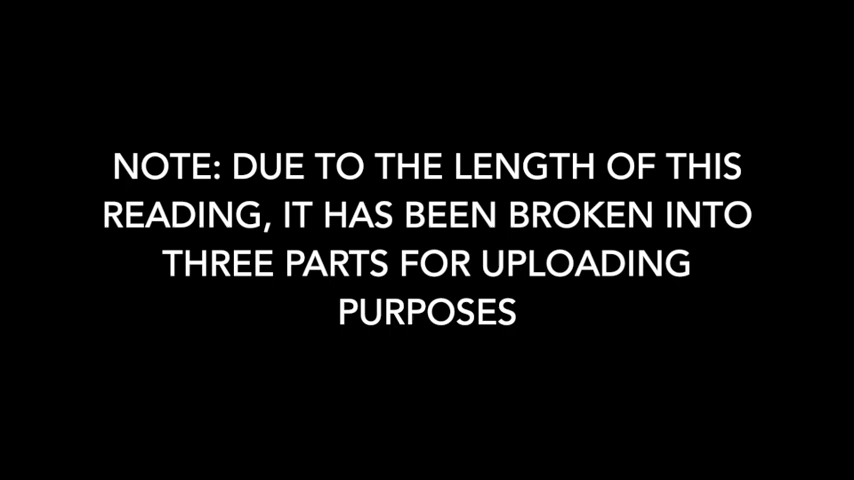 NOTE: DUE TO THE LENGTH OF THIS
READING, IT HAS BEEN BROKEN INTO
THREE PARTS FOR UPLOADING
PURPOSES